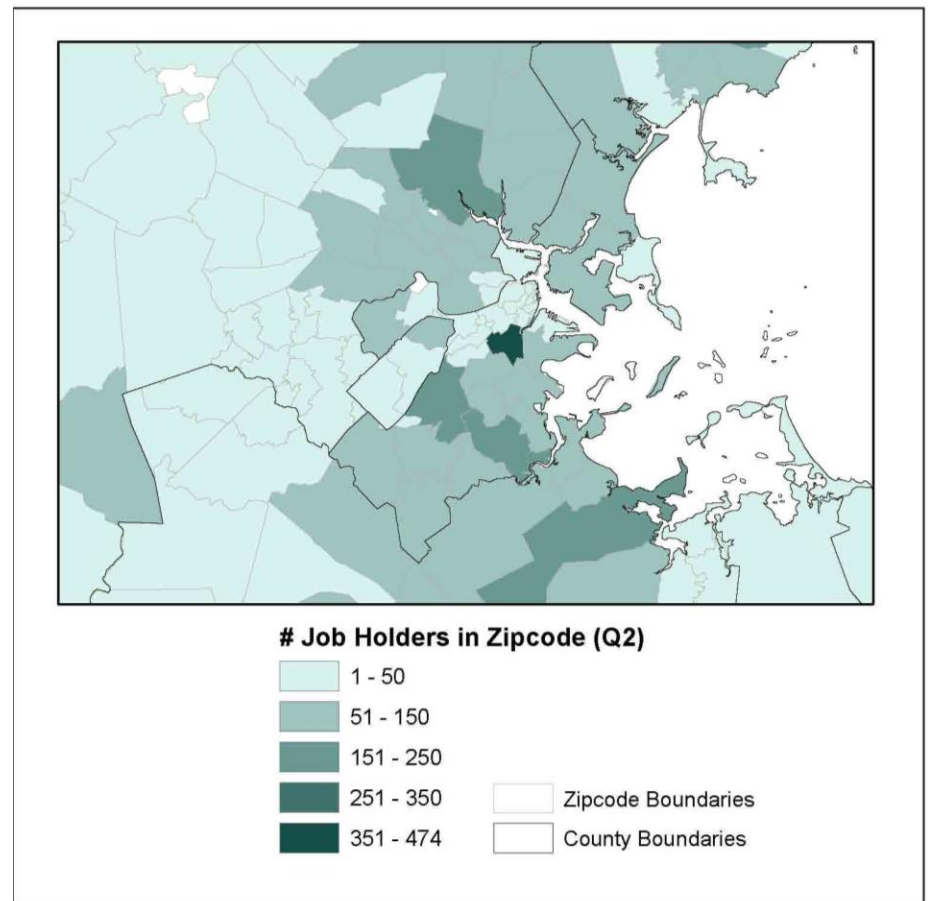 # Job Holders in Zipcode (Q2)
1 - 50
51 - 150
151 - 250
251 - 350
351 - 474
Zipcode Boundaries
County Boundaries